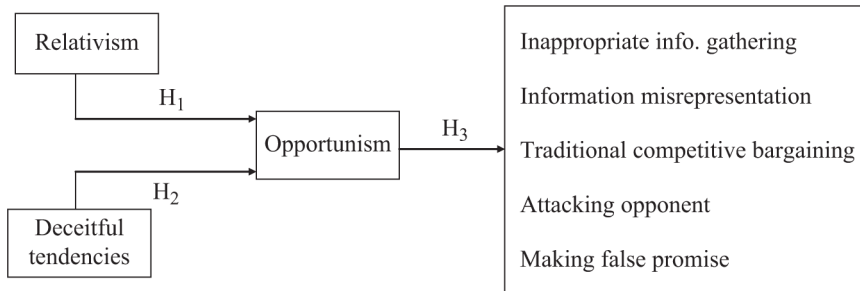 Relativism
H1
Opportunism
H3
H2
Deceitful
tendencies
Inappropriate info. gathering
Information misrepresentation
Traditional competitive bargaining
Attacking opponent
Making false promise